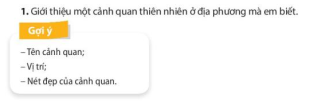 1. Giới thiệu một cảnh quan thiên nhiên ở địa phương mà em biết.
Gợi ý
– Tên cảnh quan;
– Vị trí;
– Nét đẹp của cảnh quan.